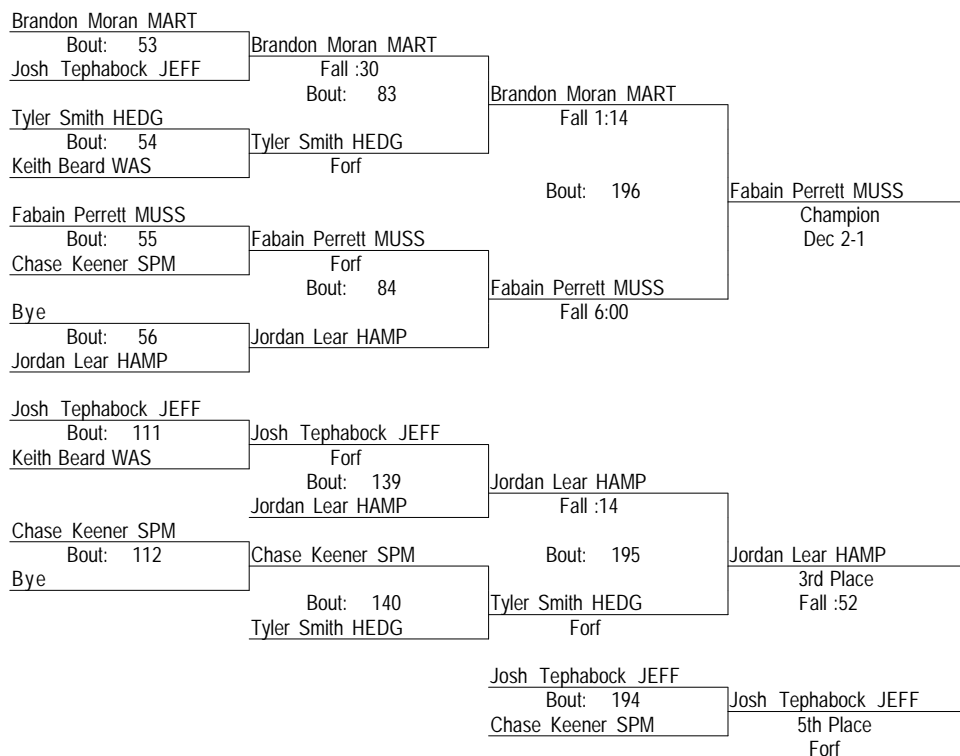 Brandon Moran MART
Bout: 53
Josh Tephabock JEFF
Brandon Moran MART
Fall :30
Bout: 83
Tyler Smith HEDG
Bout: 54
Keith Beard WAS
Tyler Smith HEDG
Forf
Brandon Moran MART
Fall 1:14
Bout: 196
Fabain Perrett MUSS
Bout: 55
Chase Keener SPM
Fabain Perrett MUSS
Forf
Bout: 84
Bye
Bout: 56
Jordan Lear HAMP
Jordan Lear HAMP
Fabain Perrett MUSS
Fall 6:00
Fabain Perrett MUSS
Champion
Dec 2-1
Josh Tephabock JEFF
Bout: 111
Keith Beard WAS
Josh Tephabock JEFF
Forf
Bout: 139
Jordan Lear HAMP
Jordan Lear HAMP
Fall :14
Bout: 195
Chase Keener SPM
Bout: 112
Bye
Chase Keener SPM
Bout: 140
Tyler Smith HEDG
Tyler Smith HEDG
Forf
Jordan Lear HAMP
3rd Place
Fall :52
Josh Tephabock JEFF
Bout: 194
Chase Keener SPM
Josh Tephabock JEFF
5th Place
Forf